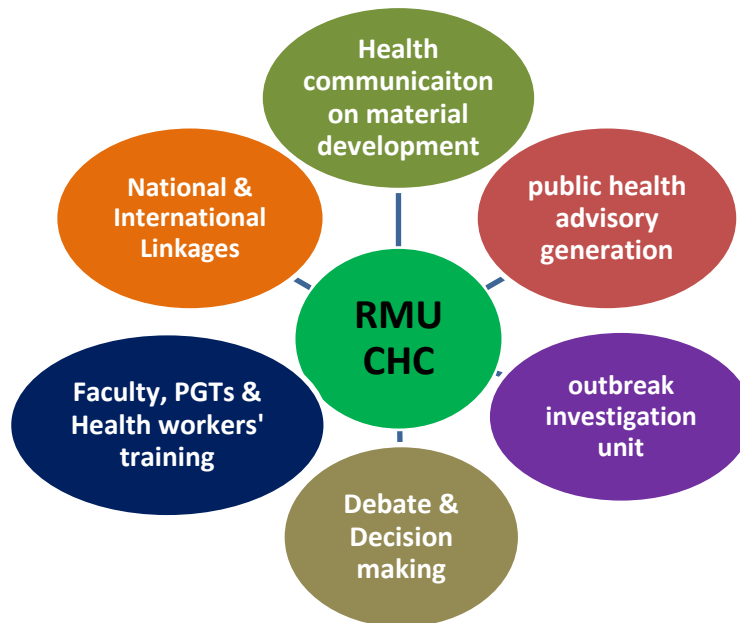 Health
communicaiton
on material
development
National &
International
Linkages
public health
advisory
generation
RMU
CHC
Faculty, PGTs &
Health workers'
training
outbreak
investigation
unit
Debate &
Decision
making